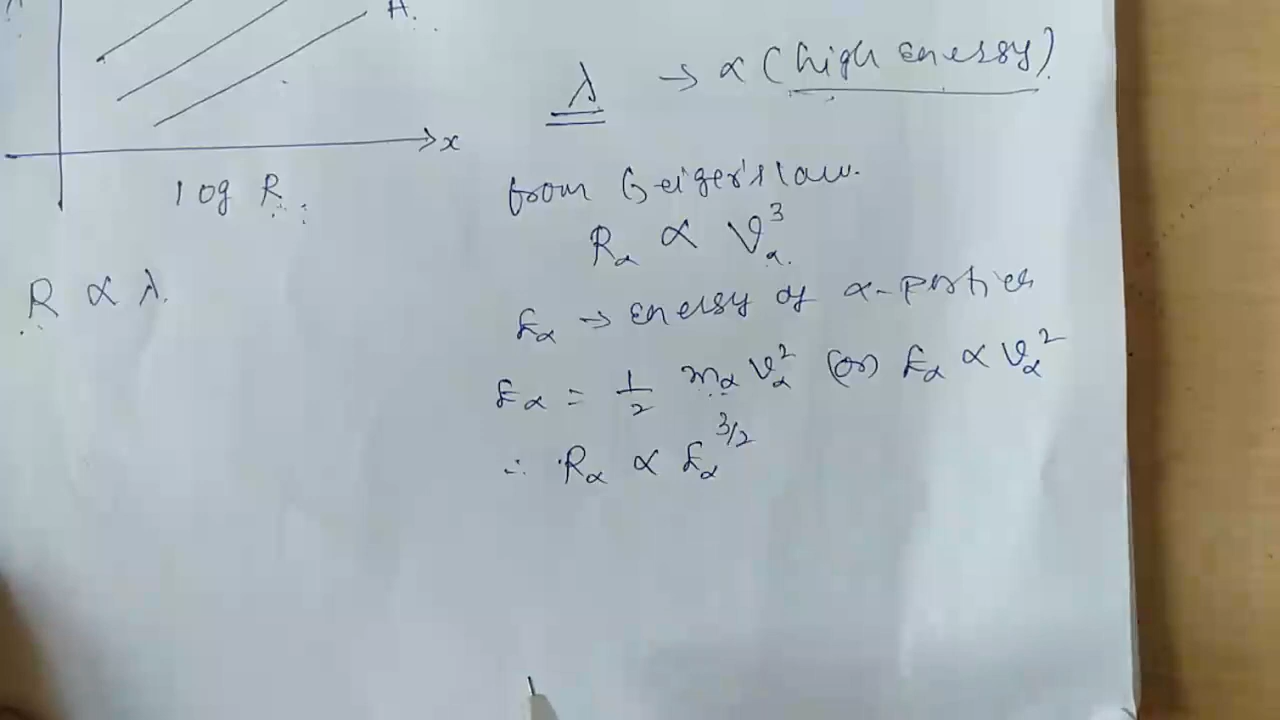 A.
x
log R
R ∝ λ.
λ → α (high energy)
from Geiger's law.
Rα ∝ vα³
Eα → energy of α-particles
Eα = 1/2 mα vα² (or) Eα ∝ vα²
∴ Rα ∝ Eα^3/2